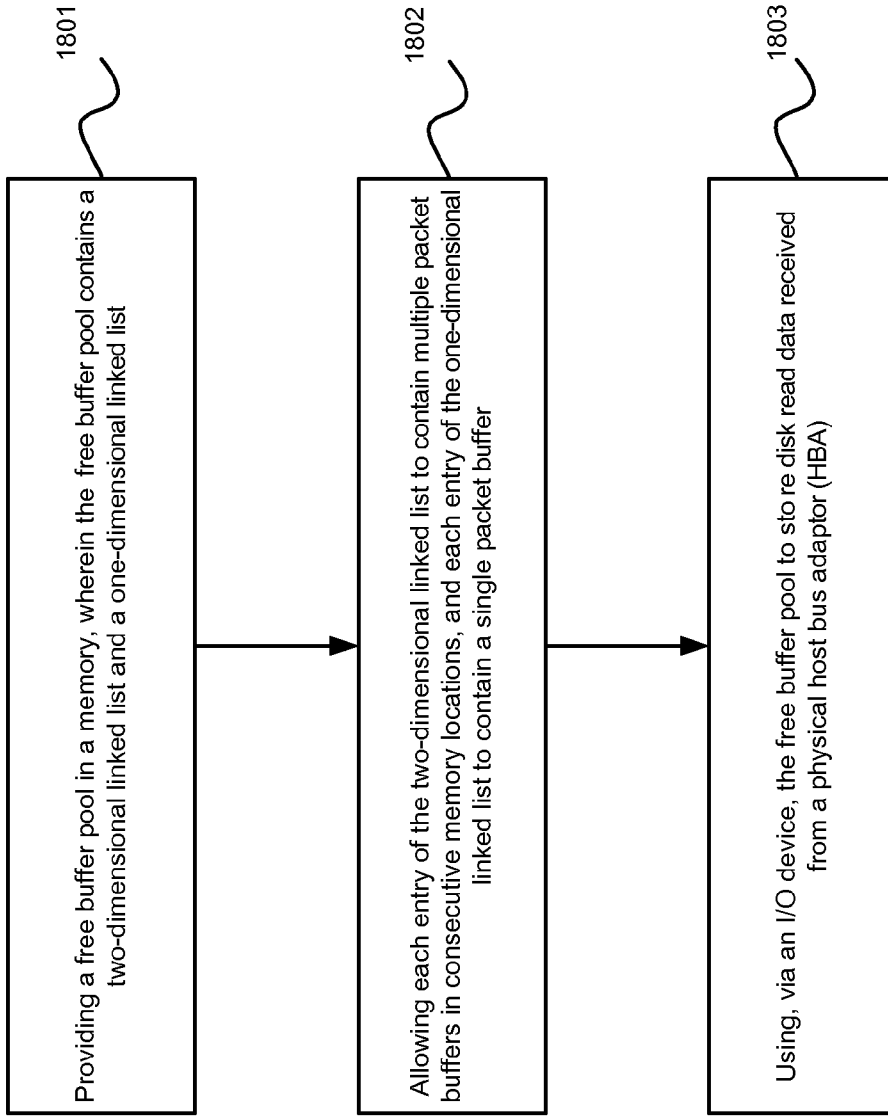 1801
Providing a free buffer pool in a memory, wherein the free buffer pool contains a
two-dimensional linked list and a one-dimensional linked list
1802
Allowing each entry of the two-dimensional linked list to contain multiple packet
buffers in consecutive memory locations, and each entry of the one-dimensional
linked list to contain a single packet buffer
1803
Using, via an I/O device, the free buffer pool to store disk read data received
from a physical host bus adaptor (HBA)